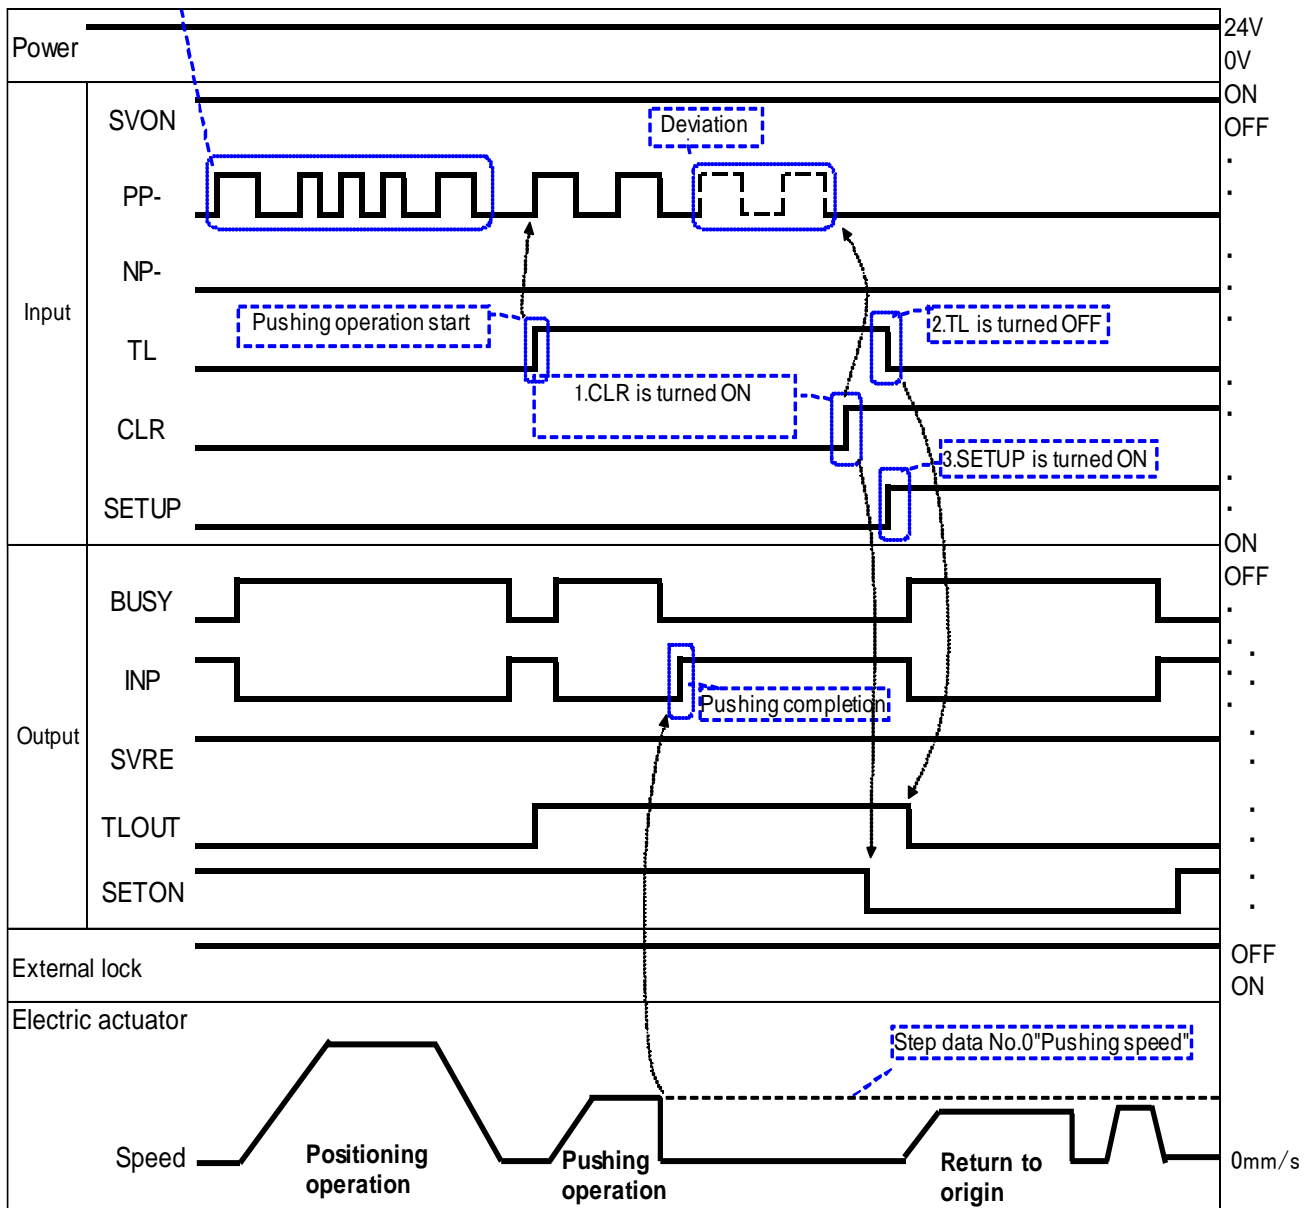 Power
24V
0V
Input
SVON
ON
OFF
Deviation
PP-
NP-
Pushing operation start
2.TL is turned OFF
TL
1.CLR is turned ON
CLR
3.SETUP is turned ON
SETUP
Output
ON
OFF
BUSY
INP
Pushing completion
SVRE
TLOUT
SETON
External lock
OFF
ON
Electric actuator
Step data No.0"Pushing speed"
Speed
Positioning
operation
Pushing
operation
Return to
origin
0mm/s